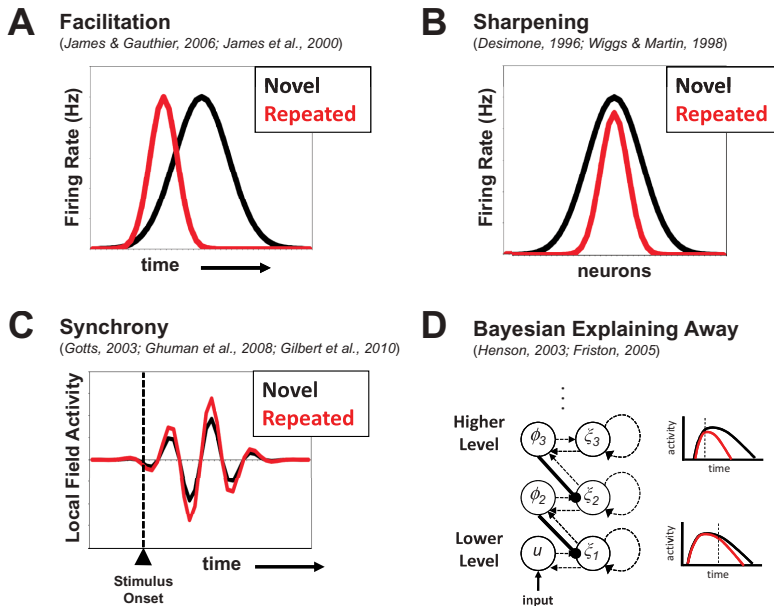 A
Facilitation
(James & Gauthier, 2006; James et al., 2000)
Firing Rate (Hz)
Novel
Repeated
time
B
Sharpening
(Desimone, 1996; Wiggs & Martin, 1998)
Firing Rate (Hz)
Novel
Repeated
neurons
C
Synchrony
(Gotts, 2003; Ghuman et al., 2008; Gilbert et al., 2010)
Local Field Activity
Novel
Repeated
time
Stimulus
Onset
D
Bayesian Explaining Away
(Henson, 2003; Friston, 2005)
Higher
Level
ϕ3
ξ3
ϕ2
ξ2
Lower
Level
u
ξ1
input
activity
time
activity
time